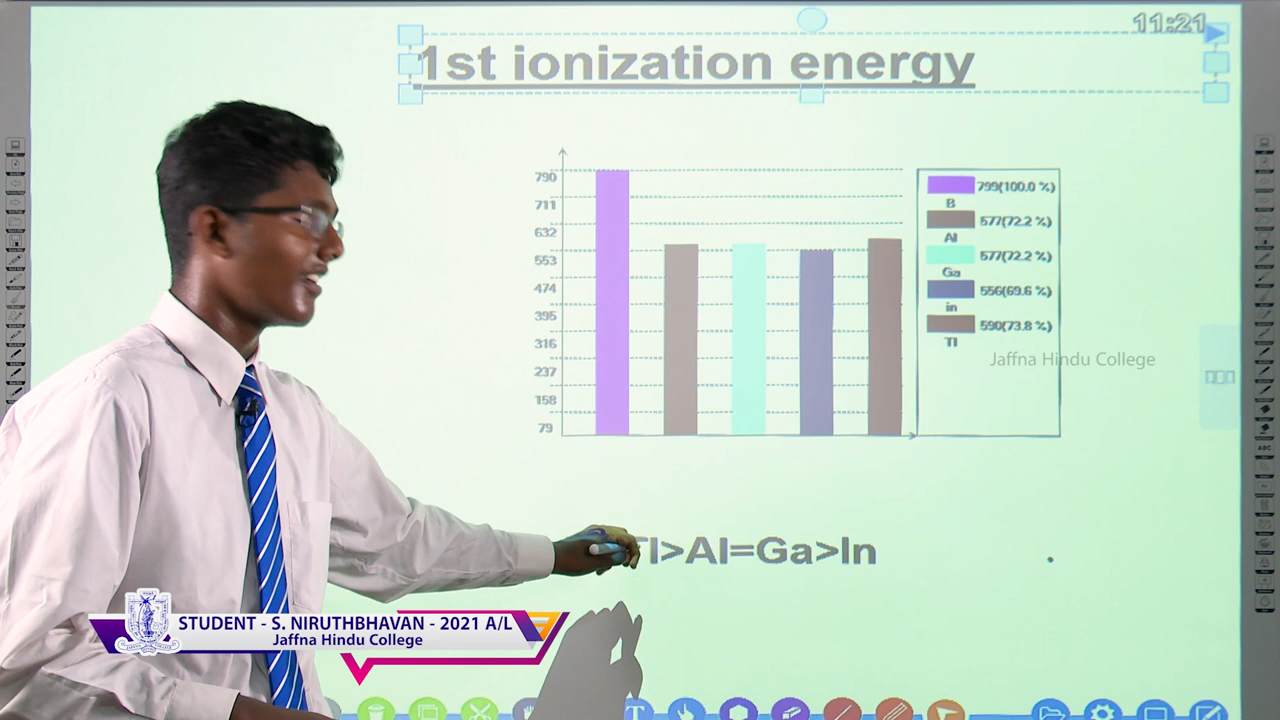 11:21
1st ionization energy
790
711
632
553
474
395
316
237
158
79
799(100.0 %)
B
577(72.2 %)
Al
577(72.2 %)
Ga
556(69.6 %)
in
590(73.8 %)
Tl
Jaffna Hindu College
Tl>Al=Ga>In
STUDENT - S. NIRUTHBHAVAN - 2021 A/L
Jaffna Hindu College
ABC